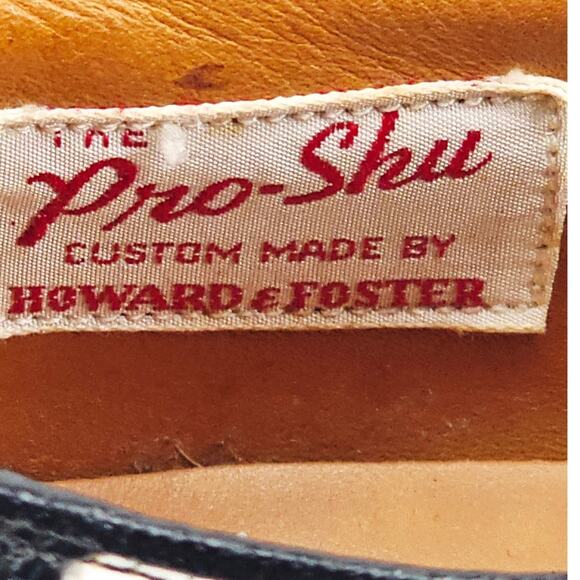 THE
Pro-Shu
CUSTOM MADE BY
HOWARD & FOSTER